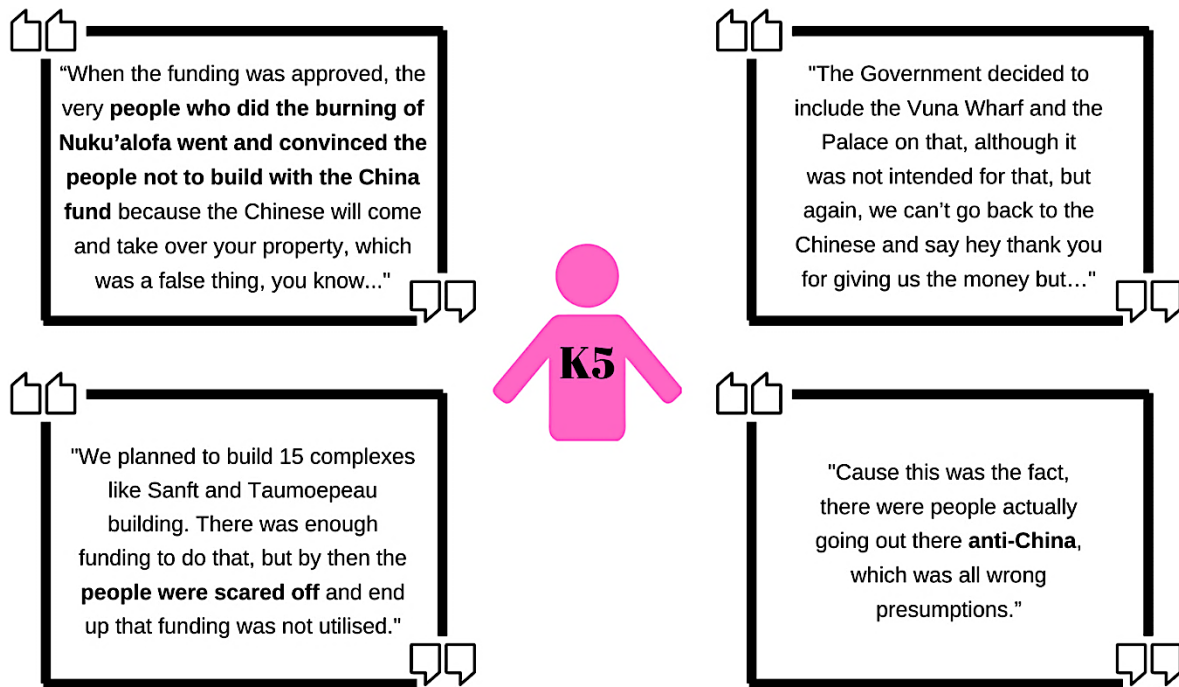 “When the funding was approved, the
very people who did the burning of
Nuku’alofa went and convinced the
people not to build with the China
fund because the Chinese will come
and take over your property, which
was a false thing, you know..."
"The Government decided to
include the Vuna Wharf and the
Palace on that, although it
was not intended for that, but
again, we can’t go back to the
Chinese and say hey thank you
for giving us the money but…"
K5
"We planned to build 15 complexes
like Sanft and Taumoepeau
building. There was enough
funding to do that, but by then the
people were scared off and end
up that funding was not utilised."
"Cause this was the fact,
there were people actually
going out there anti-China,
which was all wrong
presumptions.”